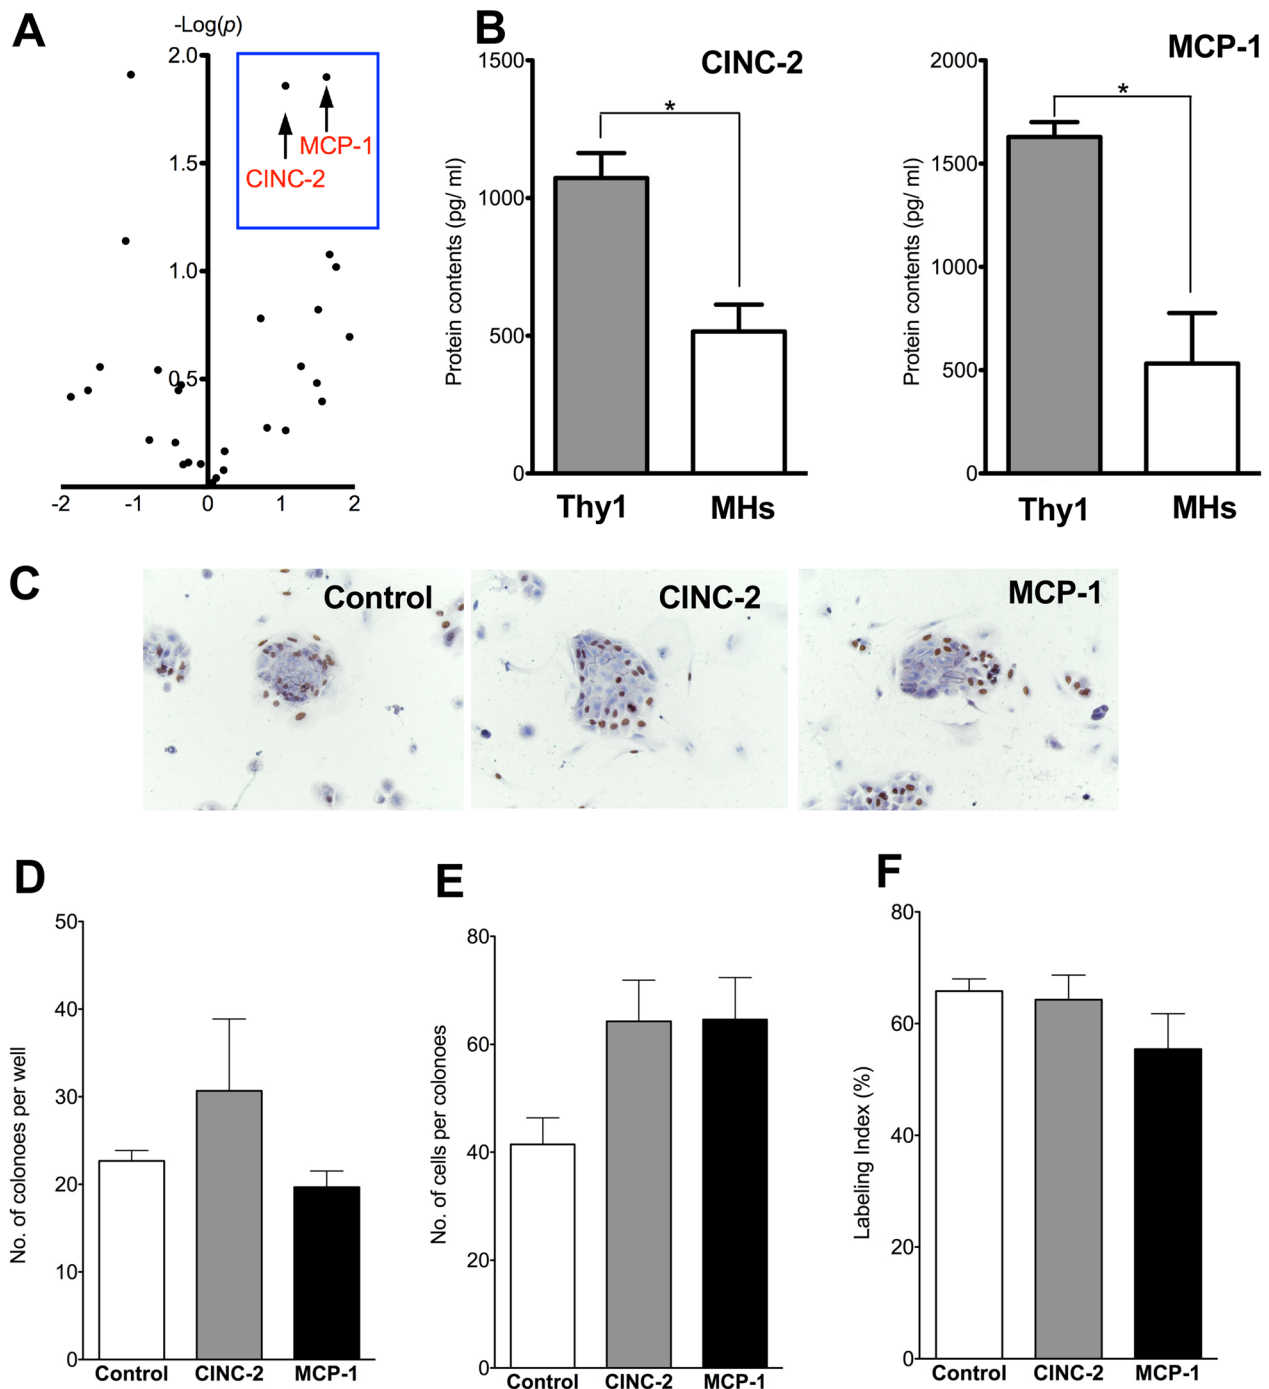 A
-Log(p)
2.0
1.5
1.0
0.5
MCP-1
CINC-2
-2 -1 0 1 2
B
CINC-2
1500
1000
500
0
Protein contents (pg/ ml)
*
Thy1 MHs
MCP-1
2000
1500
1000
500
0
Protein contents (pg/ ml)
*
Thy1 MHs
C
Control
CINC-2
MCP-1
D
50
40
30
20
10
0
No. of colonoes per well
Control CINC-2 MCP-1
E
80
60
40
20
0
No. of cells per colonoes
Control CINC-2 MCP-1
F
80
60
40
20
0
Labeling Index (%)
Control CINC-2 MCP-1